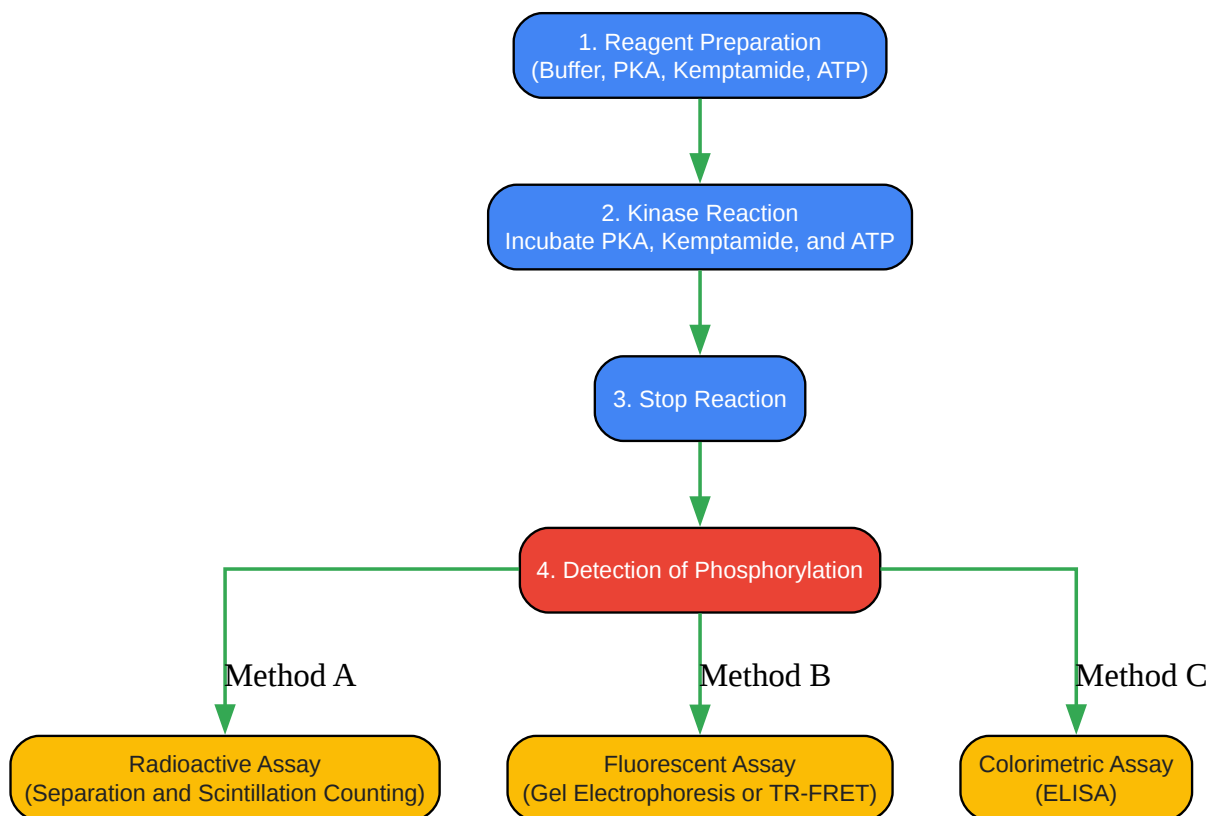 1. Reagent Preparation
(Buffer, PKA, Kemptamide, ATP)
2. Kinase Reaction
Incubate PKA, Kemptamide, and ATP
3. Stop Reaction
4. Detection of Phosphorylation
Method A
Method B
Method C
Radioactive Assay
(Separation and Scintillation Counting)
Fluorescent Assay
(Gel Electrophoresis or TR-FRET)
Colorimetric Assay
(ELISA)